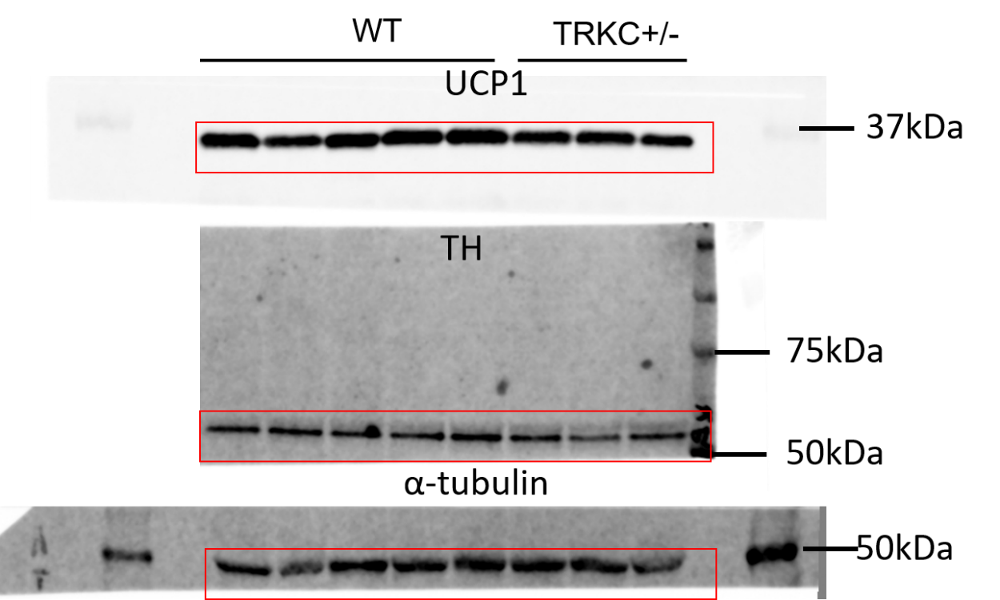 WT
TRKC+/-
UCP1
37kDa
TH
75kDa
50kDa
α-tubulin
50kDa